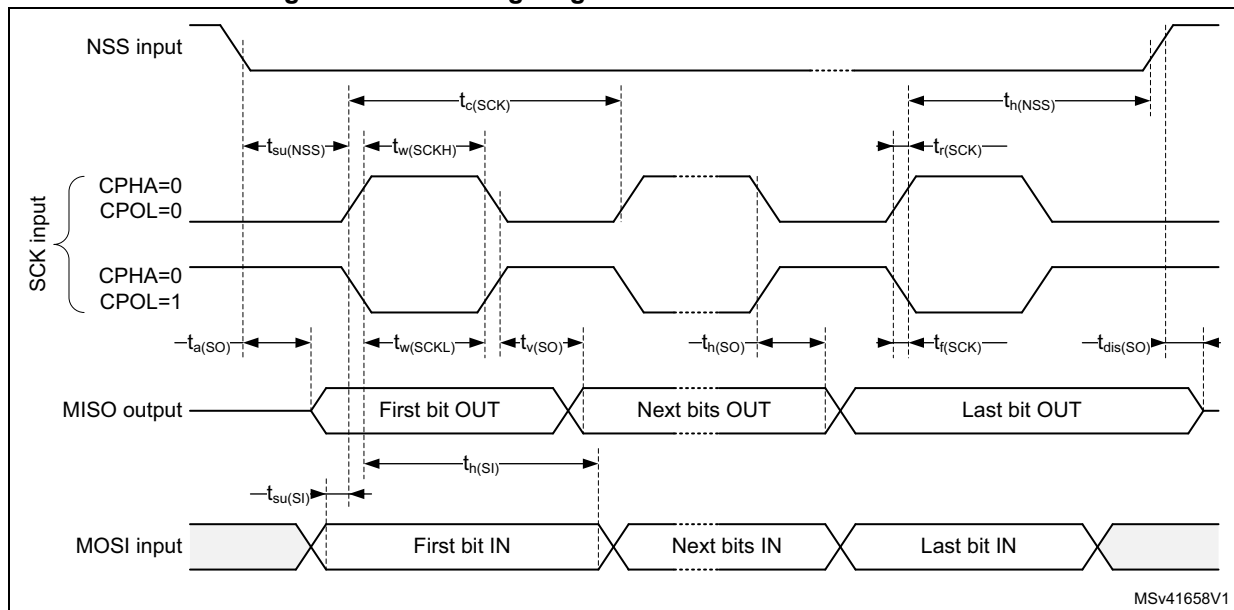 NSS input
tc(SCK)
th(NSS)
tsu(NSS)
tw(SCKH)
tr(SCK)
SCK input
CPHA=0
CPOL=0
CPHA=0
CPOL=1
ta(SO)
tw(SCKL)
tv(SO)
th(SO)
tf(SCK)
tdis(SO)
MISO output
First bit OUT
Next bits OUT
Last bit OUT
th(SI)
tsu(SI)
MOSI input
First bit IN
Next bits IN
Last bit IN
MSv41658V1